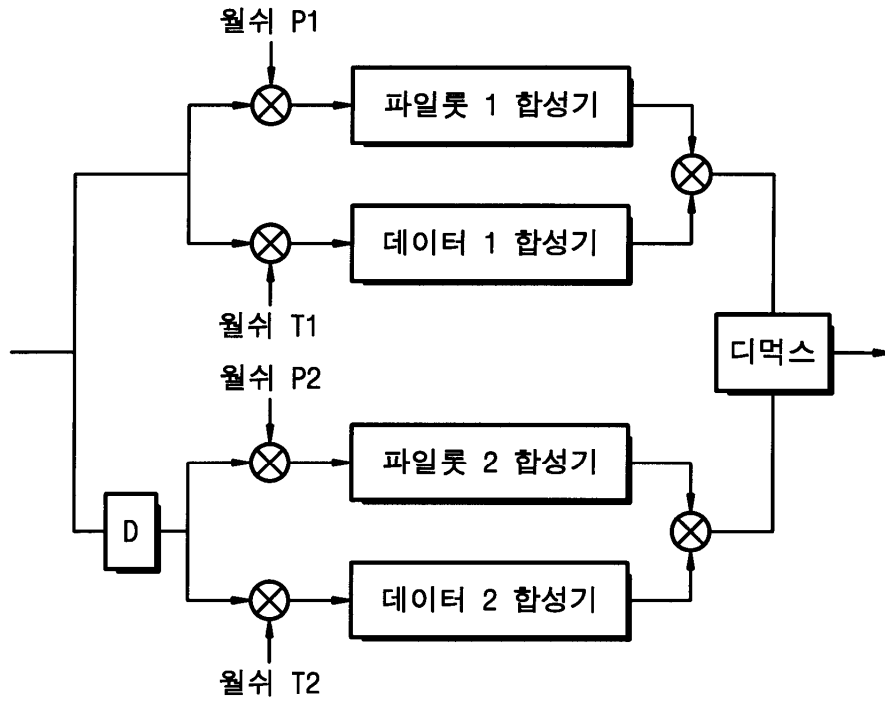 월쉬 P1
파일롯 1 합성기
데이터 1 합성기
월쉬 T1
디먹스
월쉬 P2
파일롯 2 합성기
D
데이터 2 합성기
월쉬 T2